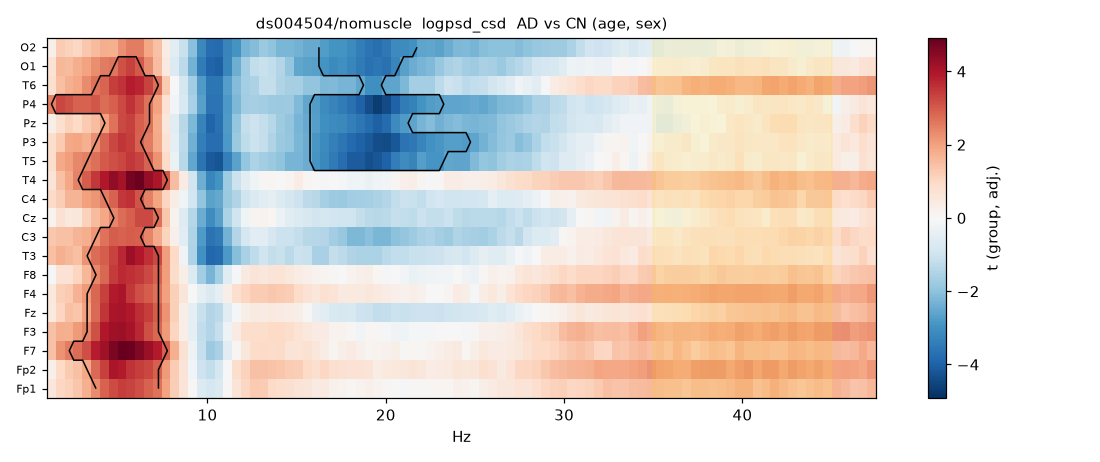 ds004504/nomuscle  logpsd_csd  AD vs CN (age, sex)
O2
O1
T6
P4
Pz
P3
T5
T4
C4
Cz
C3
T3
F8
F4
Fz
F3
F7
Fp2
Fp1
10 20 30 40
Hz
4
2
0
−2
−4
t (group, adj.)